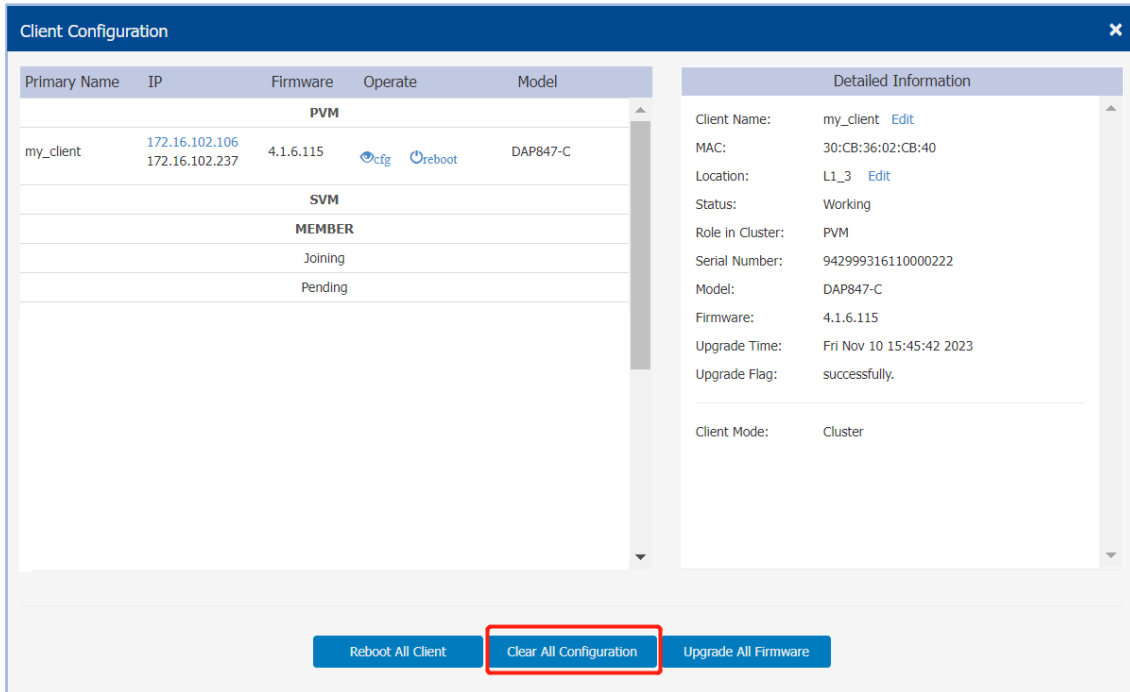 Client Configuration
Primary Name IP Firmware Operate Model
PVM
my_client 172.16.102.106 4.1.6.115 cfg reboot DAP847-C
172.16.102.237
SVM
MEMBER
Joining
Pending
Detailed Information
Client Name: my_client Edit
MAC: 30:CB:36:02:CB:40
Location: L1_3 Edit
Status: Working
Role in Cluster: PVM
Serial Number: 942999316110000222
Model: DAP847-C
Firmware: 4.1.6.115
Upgrade Time: Fri Nov 10 15:45:42 2023
Upgrade Flag: successfully.
Client Mode: Cluster
Reboot All Client Clear All Configuration Upgrade All Firmware